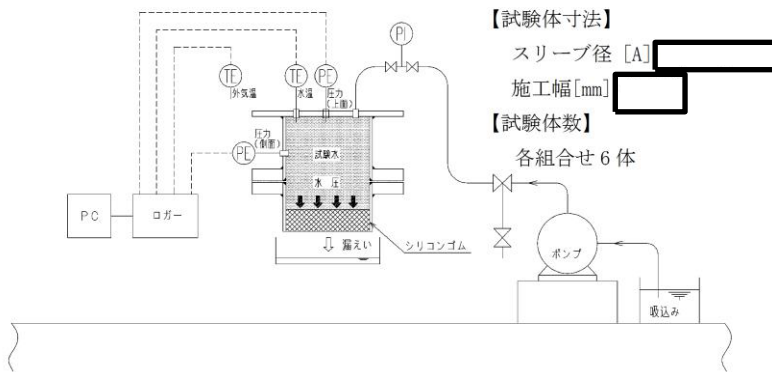 【試験体寸法】
スリーブ径 [A]
施工幅[mm]
【試験体数】
各組合せ 6 体
PI
TE
外気温
TE
水温
PE
圧力
(上面)
圧力
(側面)
PE
試験水
水 圧
PC
ロガー
漏えい
シリコンゴム
ポンプ
吸込み